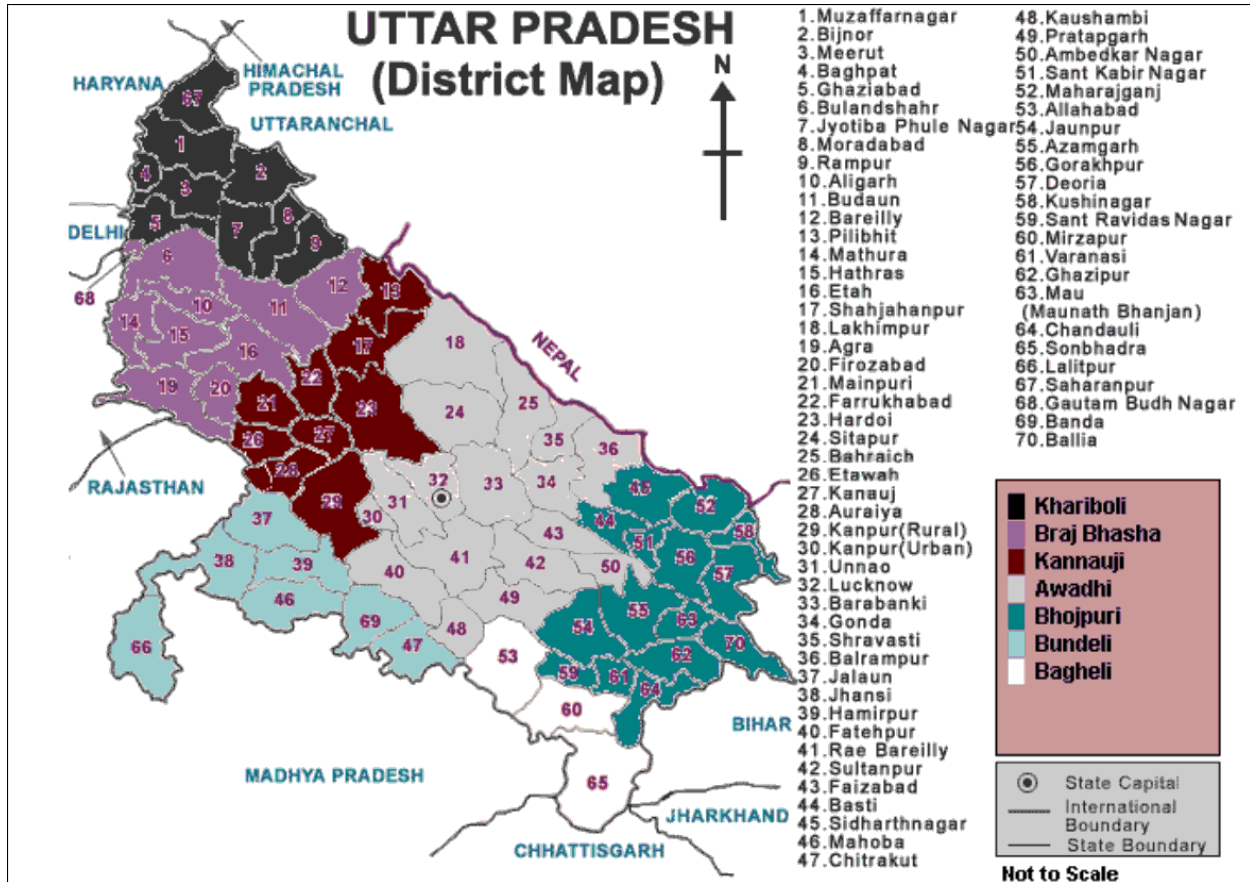 UTTAR PRADESH
(District Map)
N
HARYANA
HIMACHAL
PRADESH
UTTARANCHAL
DELHI
NEPAL
RAJASTHAN
MADHYA PRADESH
BIHAR
JHARKHAND
CHHATTISGARH
67
1
2
4
3
5
7
8
9
6
68
12
13
10
11
14
15
16
17
18
19
20
21
22
23
24
25
35
36
26
27
28
29
30
31
32
33
34
45
52
44
51
56
58
57
37
38
39
40
41
42
43
50
46
69
47
48
49
66
53
54
55
63
70
62
59
61
64
60
65
1.Muzaffarnagar
2.Bijnor
3.Meerut
4.Baghpat
5.Ghaziabad
6.Bulandshahr
7.Jyotiba Phule Nagar
8.Moradabad
9.Rampur
10.Aligarh
11.Budaun
12.Bareilly
13.Pilibhit
14.Mathura
15.Hathras
16.Etah
17.Shahjahanpur
18.Lakhimpur
19.Agra
20.Firozabad
21.Mainpuri
22.Farrukhabad
23.Hardoi
24.Sitapur
25.Bahraich
26.Etawah
27.Kanauj
28.Auraiya
29.Kanpur(Rural)
30.Kanpur(Urban)
31.Unnao
32.Lucknow
33.Barabanki
34.Gonda
35.Shravasti
36.Balrampur
37.Jalaun
38.Jhansi
39.Hamirpur
40.Fatehpur
41.Rae Bareilly
42.Sultanpur
43.Faizabad
44.Basti
45.Sidharthnagar
46.Mahoba
47.Chitrakut
48.Kaushambi
49.Pratapgarh
50.Ambedkar Nagar
51.Sant Kabir Nagar
52.Maharajganj
53.Allahabad
54.Jaunpur
55.Azamgarh
56.Gorakhpur
57.Deoria
58.Kushinagar
59.Sant Ravidas Nagar
60.Mirzapur
61.Varanasi
62.Ghazipur
63.Mau
(Maunath Bhanjan)
64.Chandauli
65.Sonbhadra
66.Lalitpur
67.Saharanpur
68.Gautam Budh Nagar
69.Banda
70.Ballia
Khariboli
Braj Bhasha
Kannauji
Awadhi
Bhojpuri
Bundeli
Bagheli
State Capital
International
Boundary
State Boundary
Not to Scale